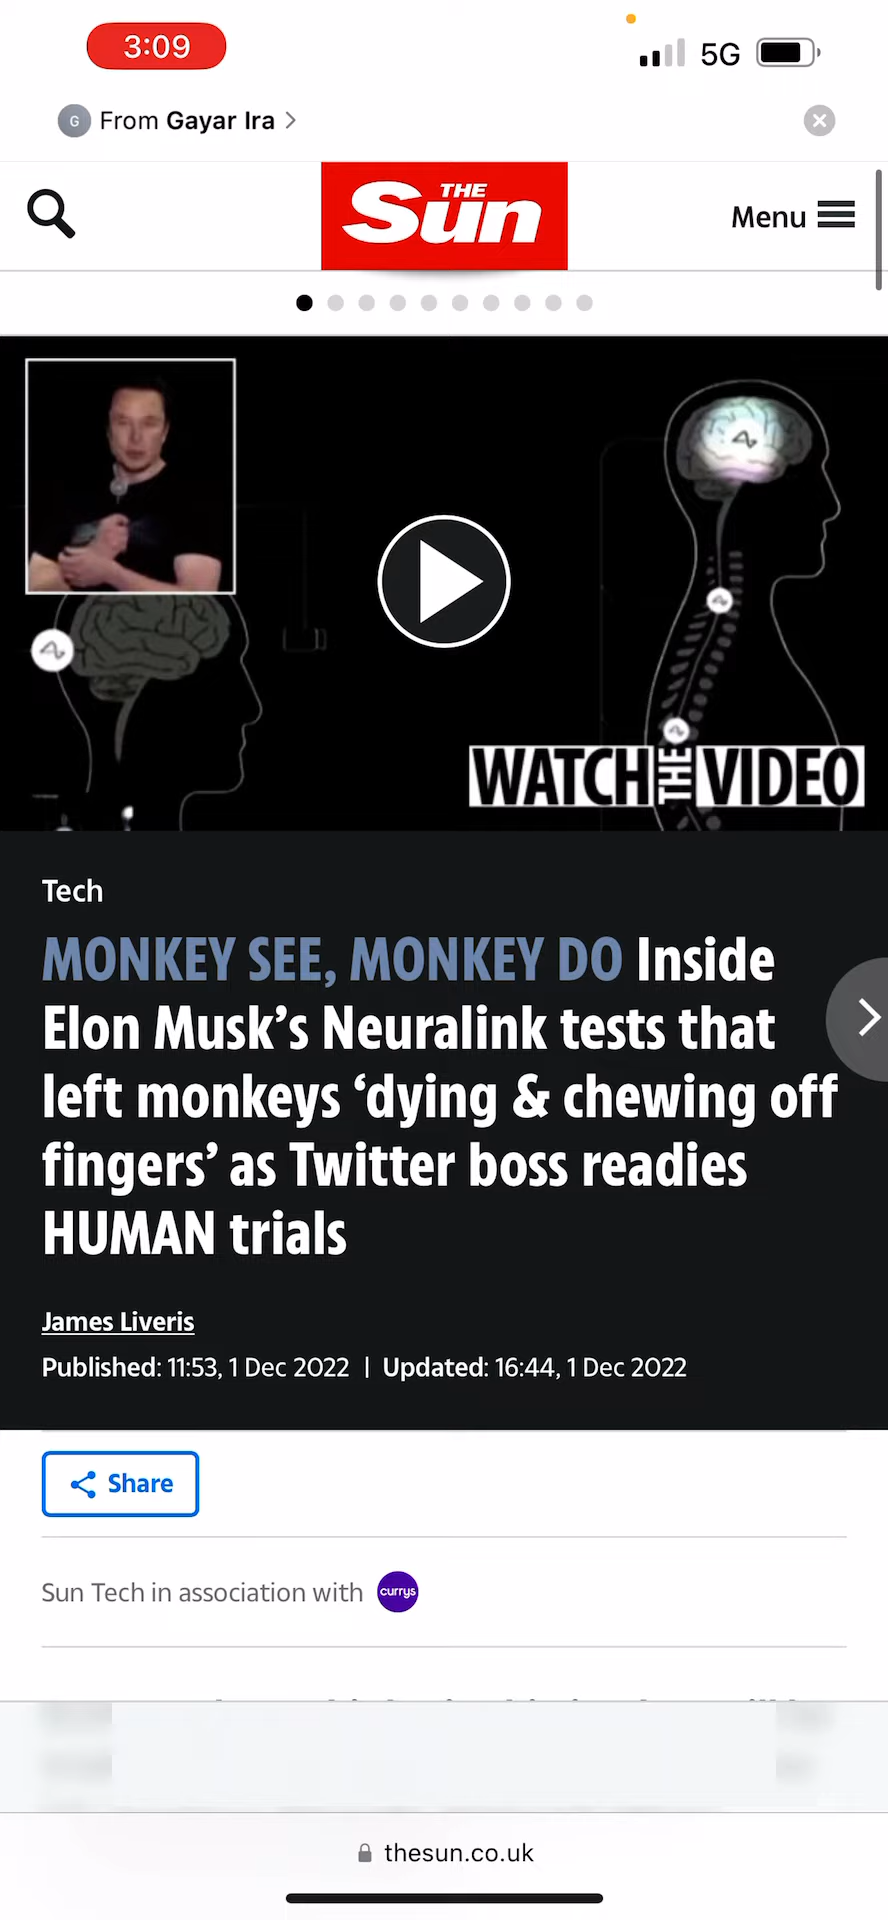 3:09
5G
G From Gayar Ira
THE
Sun
Menu
WATCH THE VIDEO
Tech
MONKEY SEE, MONKEY DO Inside
Elon Musk’s Neuralink tests that
left monkeys ‘dying & chewing off
fingers’ as Twitter boss readies
HUMAN trials
James Liveris
Published: 11:53, 1 Dec 2022 | Updated: 16:44, 1 Dec 2022
Share
Sun Tech in association with currys
thesun.co.uk